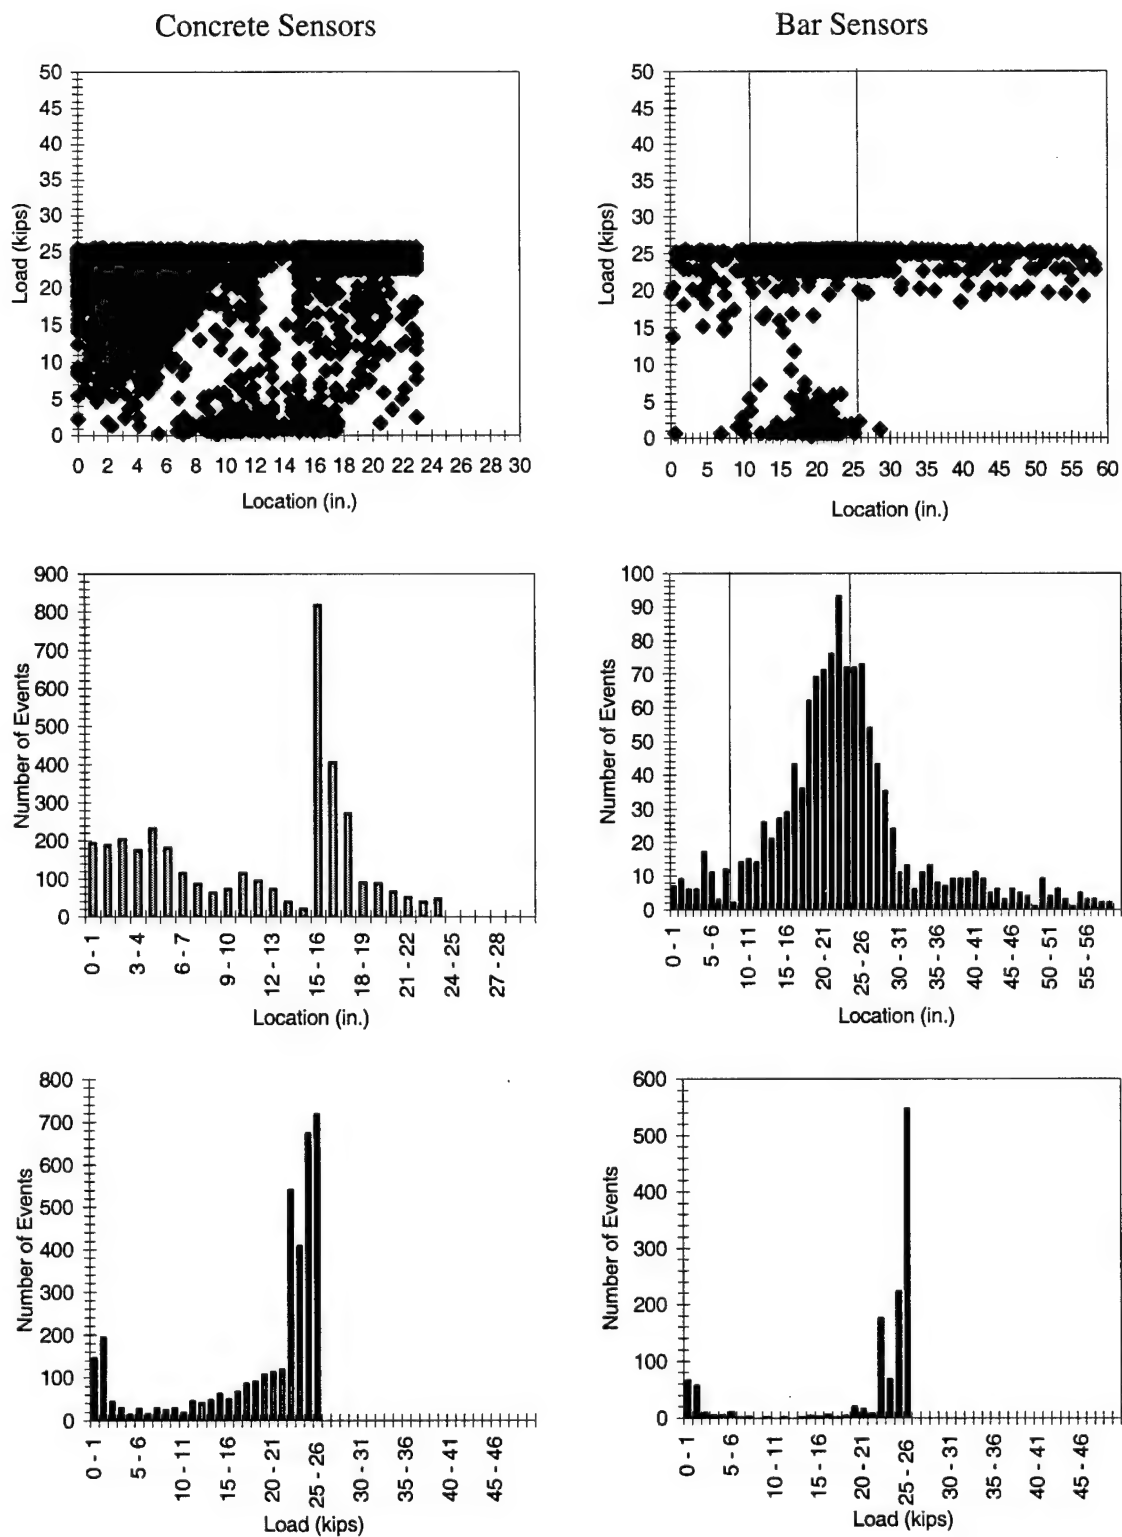 Concrete Sensors
Bar Sensors
50
45
40
35
30
25
20
15
10
5
0
Load (kips)
0 2 4 6 8 10 12 14 16 18 20 22 24 26 28 30
Location (in.)
50
45
40
35
30
25
20
15
10
5
0
Load (kips)
0 5 10 15 20 25 30 35 40 45 50 55 60
Location (in.)
900
800
700
600
500
400
300
200
100
0
Number of Events
0 - 1 3 - 4 6 - 7 9 - 10 12 - 13 15 - 16 18 - 19 21 - 22 24 - 25 27 - 28
Location (in.)
100
90
80
70
60
50
40
30
20
10
0
Number of Events
0 - 1 5 - 6 10 - 11 15 - 16 20 - 21 25 - 26 30 - 31 35 - 36 40 - 41 45 - 46 50 - 51 55 - 56
Location (in.)
800
700
600
500
400
300
200
100
0
Number of Events
0 - 1 5 - 6 10 - 11 15 - 16 20 - 21 25 - 26 30 - 31 35 - 36 40 - 41 45 - 46
Load (kips)
600
500
400
300
200
100
0
Number of Events
0 - 1 5 - 6 10 - 11 15 - 16 20 - 21 25 - 26 30 - 31 35 - 36 40 - 41 45 - 46
Load (kips)